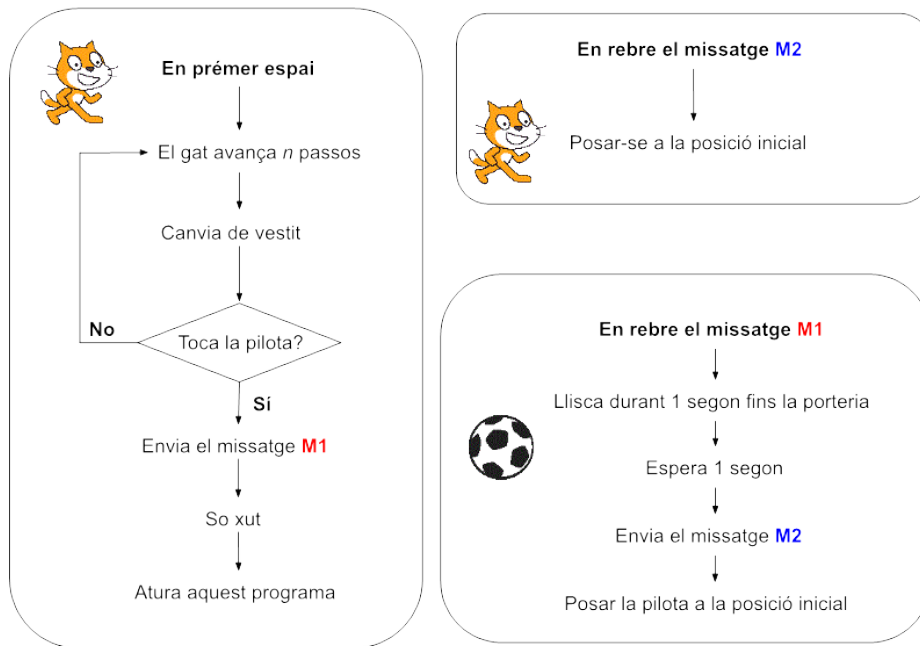 En prémer espai
El gat avança n passos
Canvia de vestit
Toca la pilota?
No
Sí
Envia el missatge M1
So xut
Atura aquest programa
En rebre el missatge M2
Posar-se a la posició inicial
En rebre el missatge M1
Llisca durant 1 segon fins la porteria
Espera 1 segon
Envia el missatge M2
Posar la pilota a la posició inicial